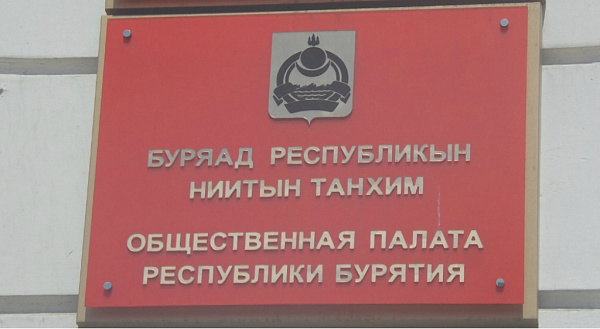 БУРЯАД РЕСПУБЛИКЫН
НИИТЫН ТАНХИМ
ОБЩЕСТВЕННАЯ ПАЛАТА
РЕСПУБЛИКИ БУРЯТИЯ